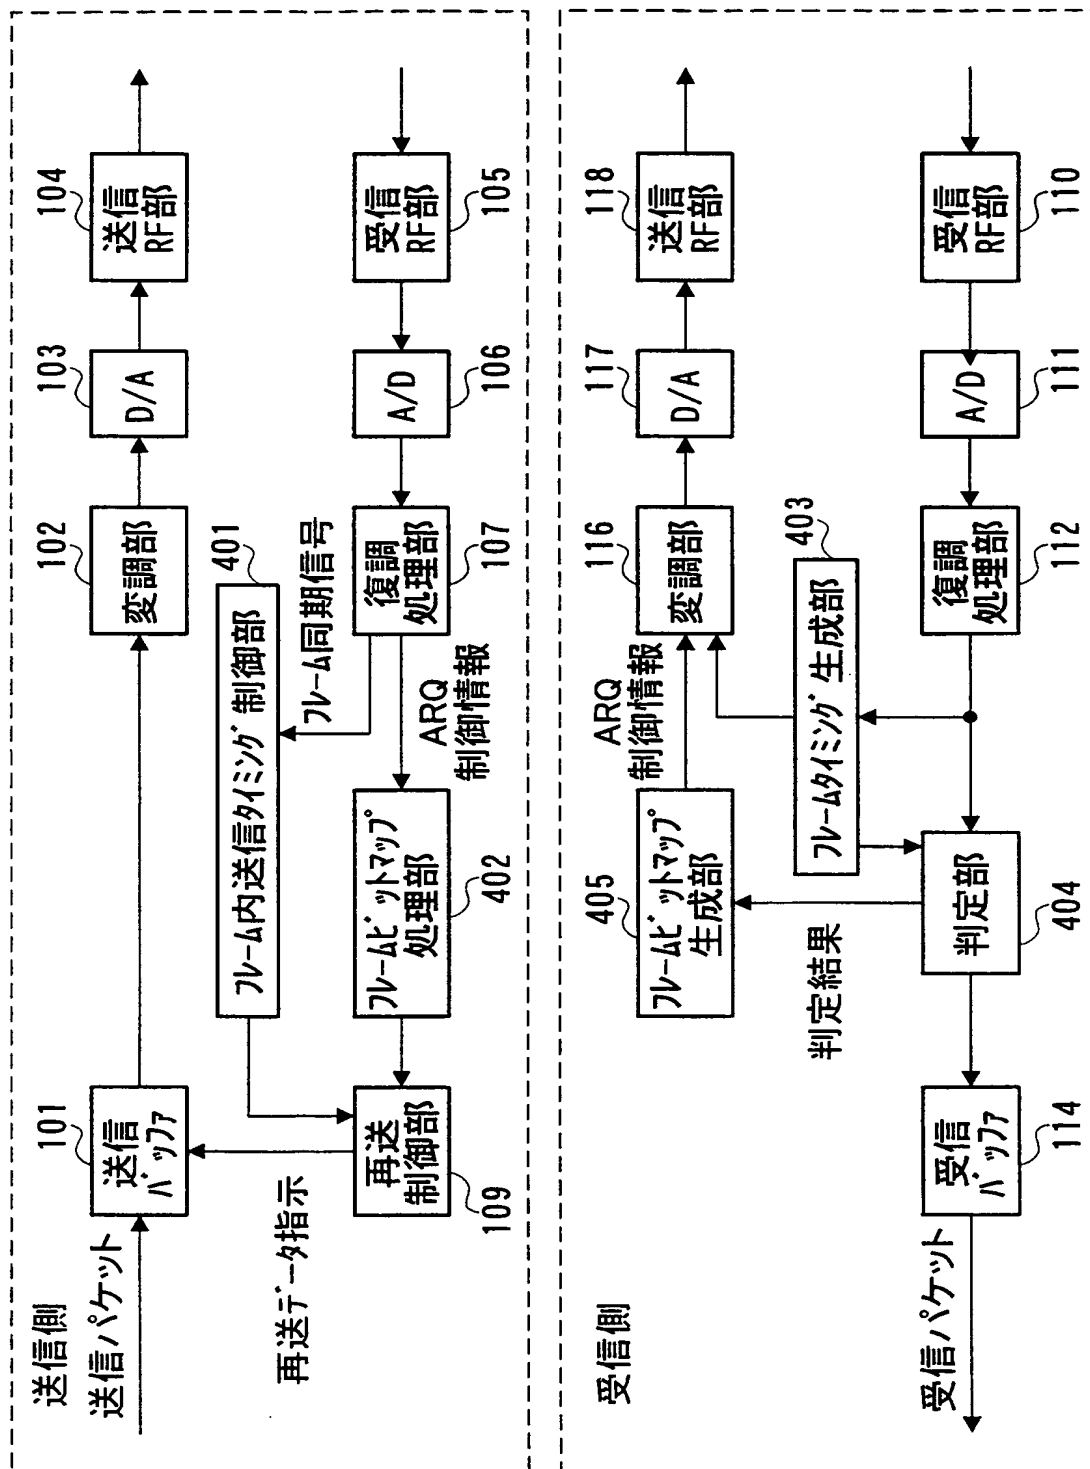 送信側
送信パケット
101
送信
バッファ
102
変調部
103
D/A
104
送信
RF部
401
フレーム内送信タイミング制御部
フレーム同期信号
再送データ指示
再送
制御部
109
フレームビットマップ
処理部
402
ARQ
制御情報
復調
処理部
107
A/D
106
受信
RF部
105
受信側
405
フレームビットマップ
生成部
ARQ
制御情報
116
変調部
117
D/A
118
送信
RF部
403
フレームタイミング生成部
判定結果
受信パケット
受信
バッファ
114
判定部
404
復調
処理部
112
A/D
111
受信
RF部
110